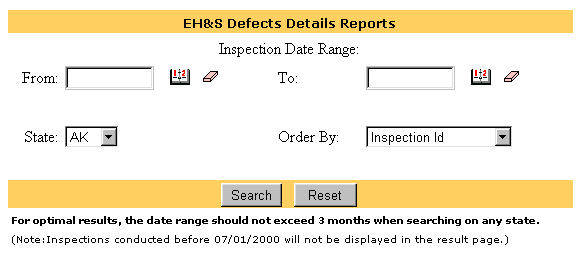 EH&S Defects Details Reports
Inspection Date Range:
From: To:
State: AK Order By: Inspection Id
Search Reset
For optimal results, the date range should not exceed 3 months when searching on any state.
(Note:Inspections conducted before 07/01/2000 will not be displayed in the result page.)